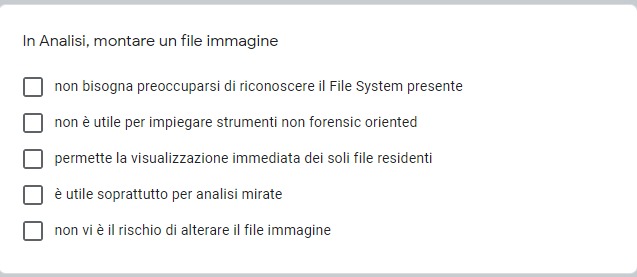 In Analisi, montare un file immagine
non bisogna preoccuparsi di riconoscere il File System presente
non è utile per impiegare strumenti non forensic oriented
permette la visualizzazione immediata dei soli file residenti
è utile soprattutto per analisi mirate
non vi è il rischio di alterare il file immagine